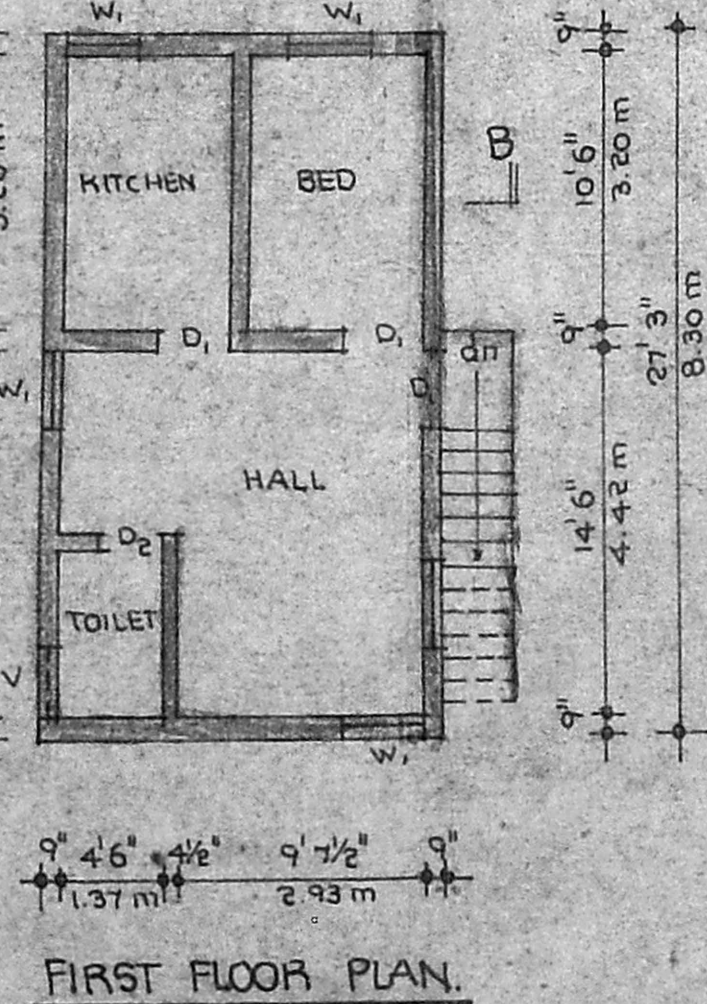 W₁ W₁
9"
KITCHEN BED B
10'6"
3.20 m
D₁ D₁ dn
9"
27'3"
8.30 m
W₁
D
HALL
14'6"
4.42 m
D₂
TOILET
V
9"
W₁
9" 4'6" 4½" 9'7½" 9"
1.37 m 2.93 m
FIRST FLOOR PLAN.